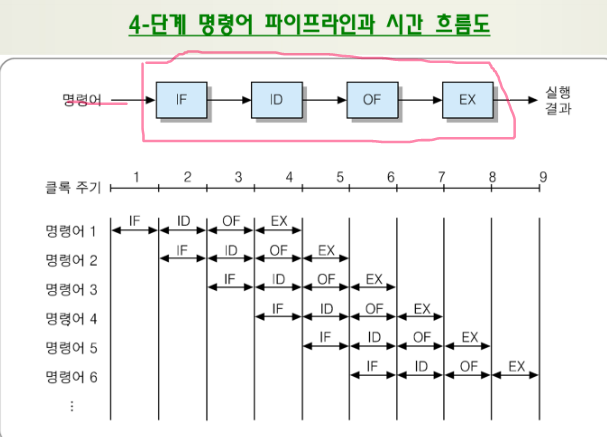 4-단계 명령어 파이프라인과 시간 흐름도
명령어 IF ID OF EX 실행
결과
클록 주기 1 2 3 4 5 6 7 8 9
명령어 1 IF ID OF EX
명령어 2 IF ID OF EX
명령어 3 IF ID OF EX
명령어 4 IF ID OF EX
명령어 5 IF ID OF EX
명령어 6 IF ID OF EX
⋮